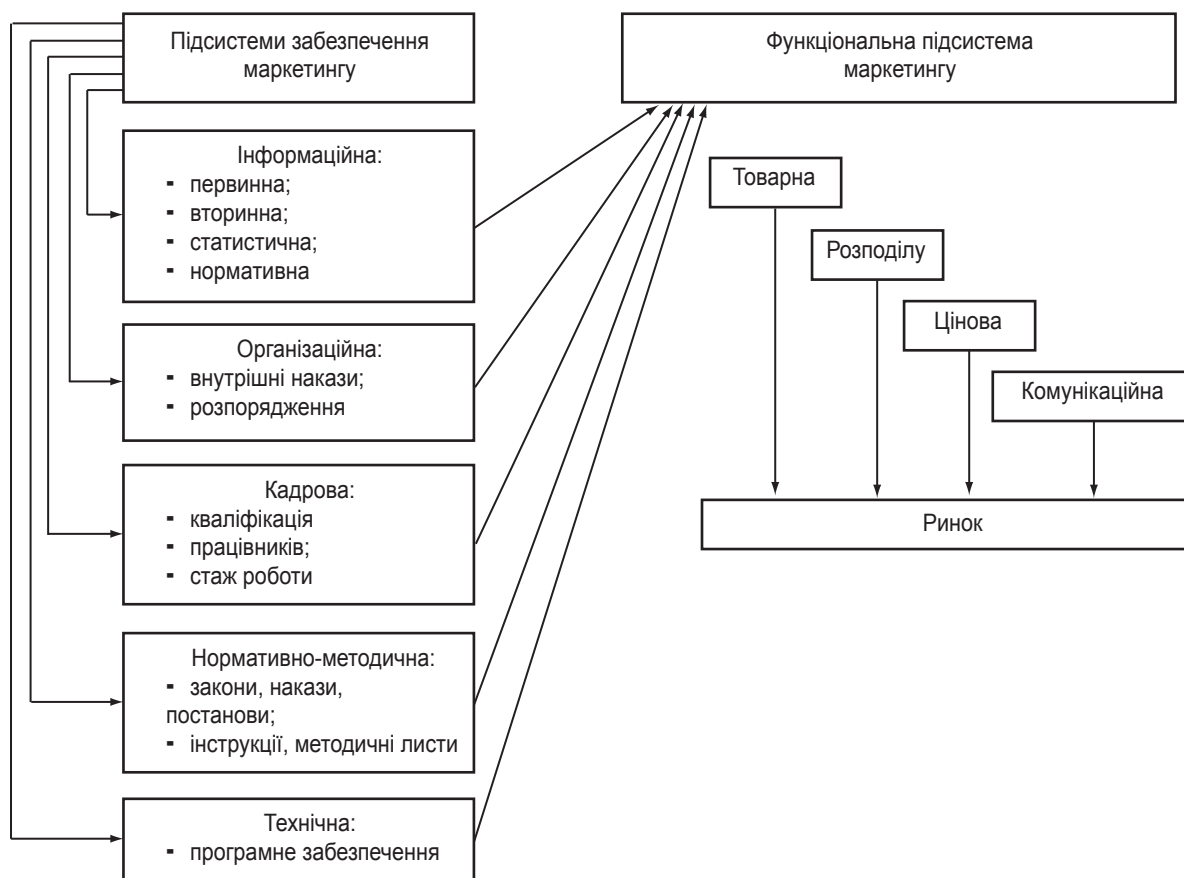 Підсистеми забезпечення
маркетингу
Інформаційна:
- первинна;
- вторинна;
- статистична;
- нормативна
Організаційна:
- внутрішні накази;
- розпорядження
Кадрова:
- кваліфікація
- працівників;
- стаж роботи
Нормативно-методична:
- закони, накази,
постанови;
- інструкції, методичні листи
Технічна:
- програмне забезпечення
Функціональна підсистема
маркетингу
Товарна
Розподілу
Цінова
Комунікаційна
Ринок